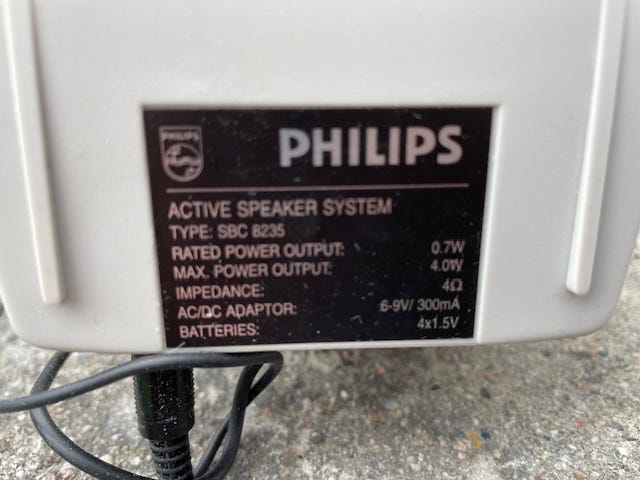 PHILIPS
PHILIPS
ACTIVE SPEAKER SYSTEM
TYPE: SBC 8235
RATED POWER OUTPUT: 0.7W
MAX. POWER OUTPUT: 4.0W
IMPEDANCE: 4Ω
AC/DC ADAPTOR: 6-9V/ 300mA
BATTERIES: 4x1.5V